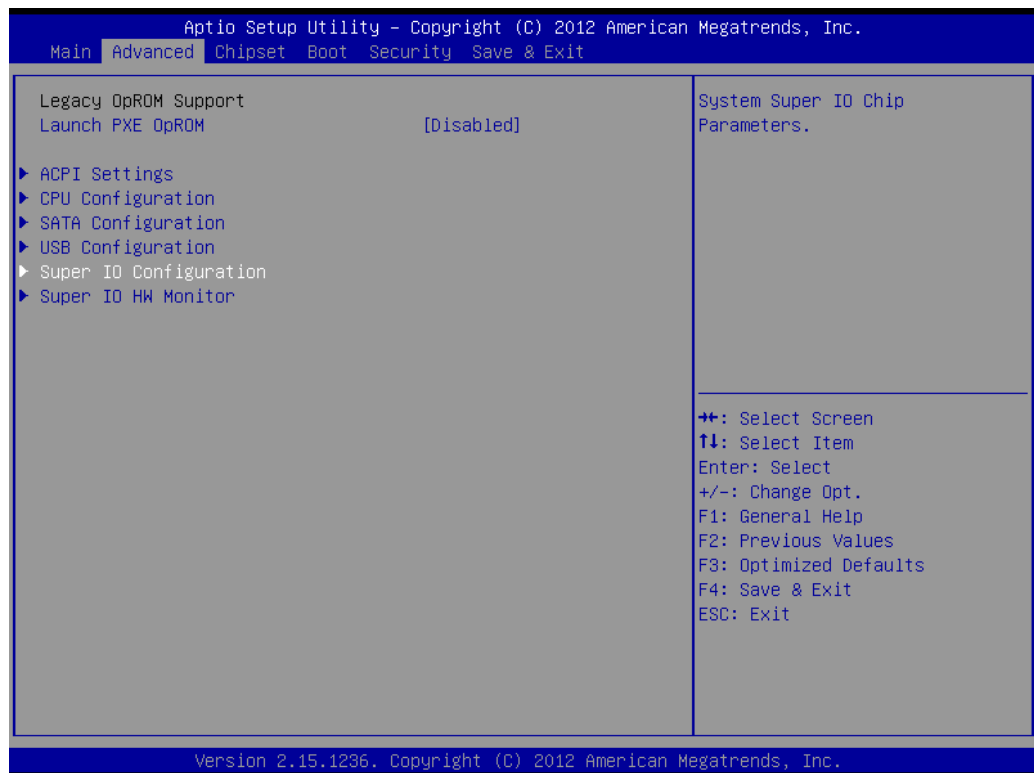 Aptio Setup Utility – Copyright (C) 2012 American Megatrends, Inc.
Main Advanced Chipset Boot Security Save & Exit
Legacy OpROM Support
Launch PXE OpROM [Disabled]
▶ ACPI Settings
▶ CPU Configuration
▶ SATA Configuration
▶ USB Configuration
▶ Super IO Configuration
▶ Super IO HW Monitor
System Super IO Chip
Parameters.
→←: Select Screen
↑↓: Select Item
Enter: Select
+/-: Change Opt.
F1: General Help
F2: Previous Values
F3: Optimized Defaults
F4: Save & Exit
ESC: Exit
Version 2.15.1236. Copyright (C) 2012 American Megatrends, Inc.